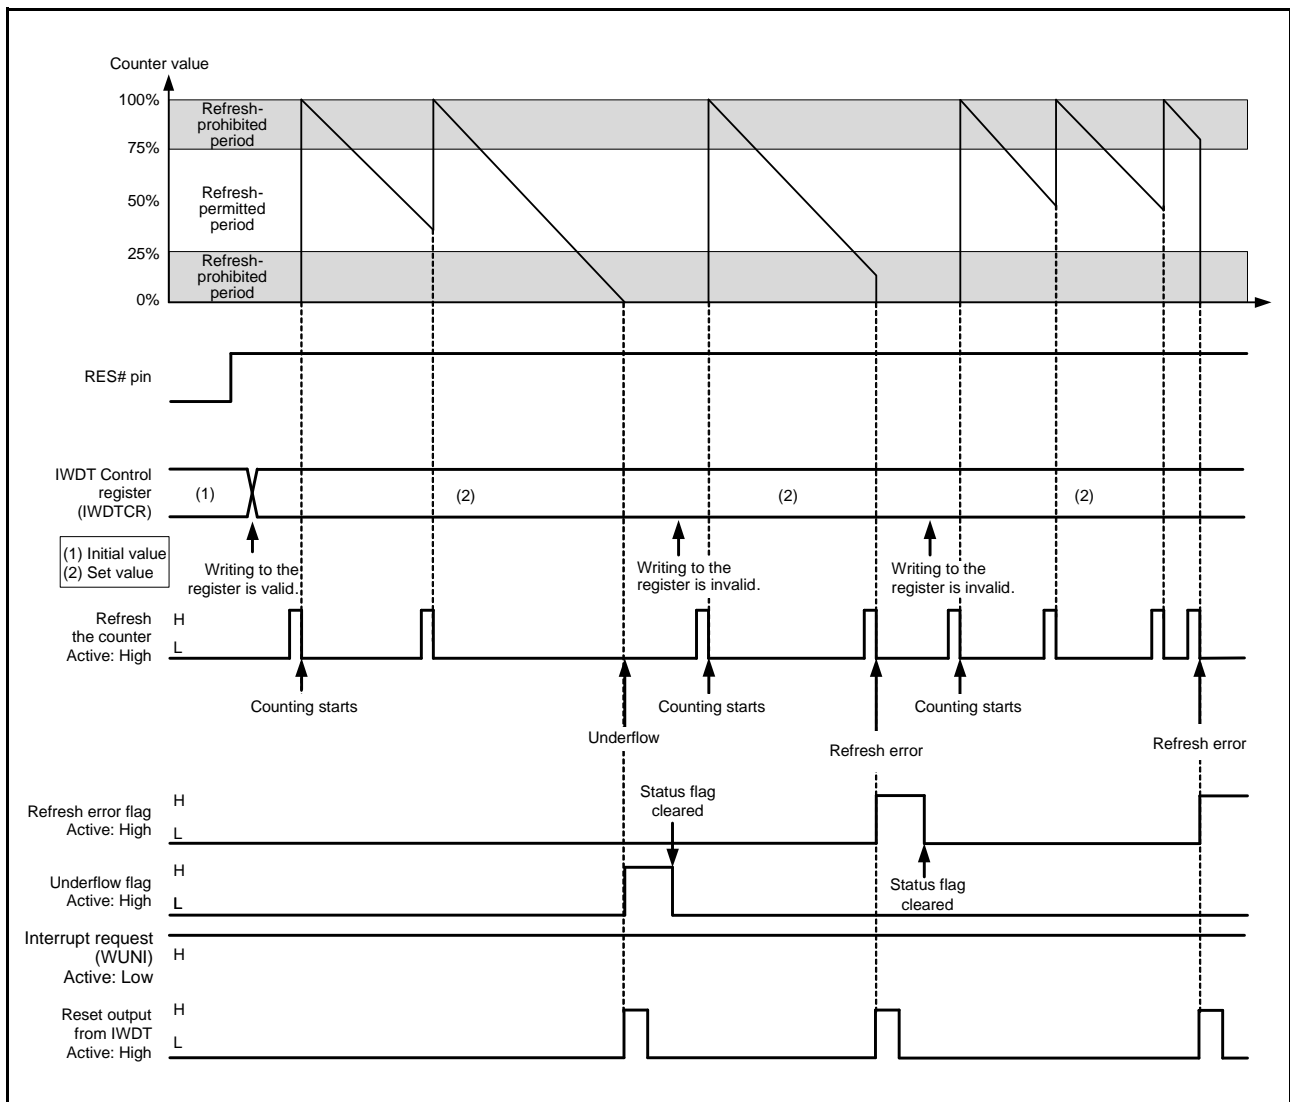 Counter value
100%
Refresh-
prohibited
period
75%
50%
Refresh-
permitted
period
25%
Refresh-
prohibited
period
0%
RES# pin
IWDT Control
register
(IWDTCR)
(1)
(2)
(2)
(2)
(1) Initial value
(2) Set value
Writing to the
register is valid.
Writing to the
register is invalid.
Writing to the
register is invalid.
Refresh
the counter
Active: High
H
L
Counting starts
Counting starts
Counting starts
Underflow
Refresh error
Refresh error
Refresh error flag
Active: High
H
L
Status flag
cleared
Underflow flag
Active: High
H
L
Status flag
cleared
Interrupt request
(WUNI)
Active: Low
H
Reset output
from IWDT
Active: High
H
L